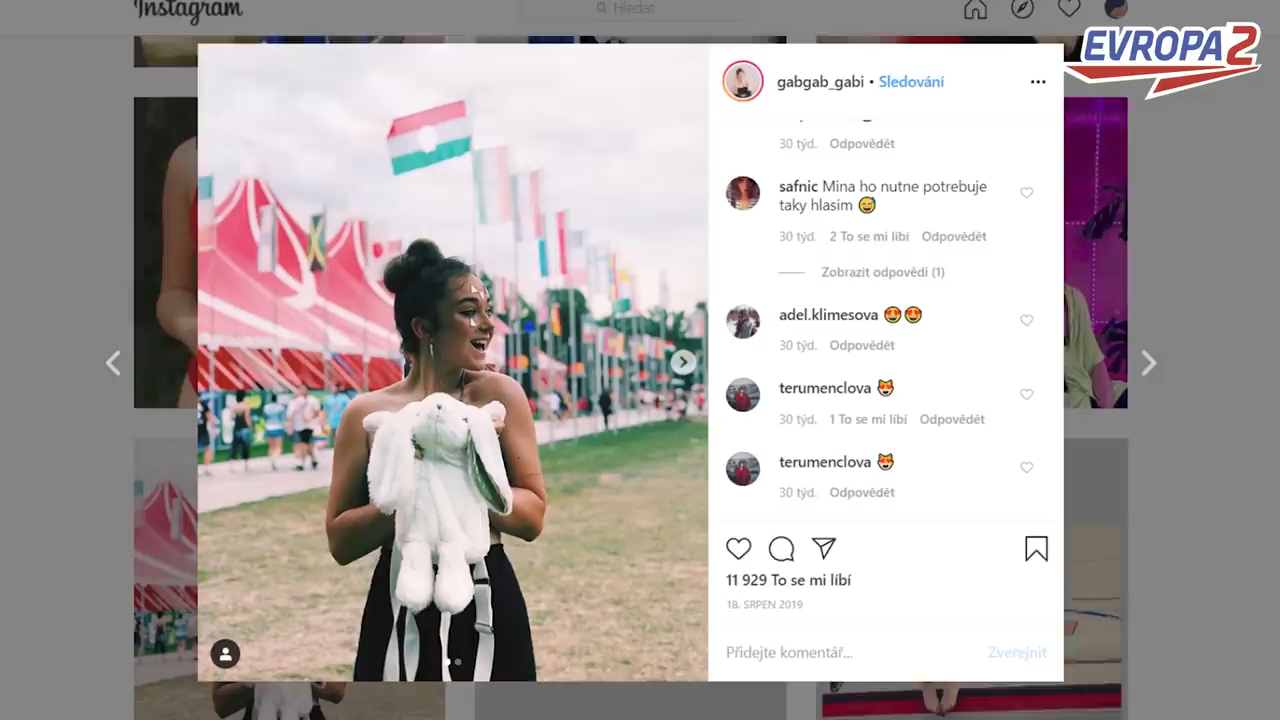 Instagram
Hledat
EVROPA 2
gabgab_gabi • Sledování
30 týd. Odpovědět
safnic Mina ho nutne potrebuje
taky hlasim 😅
30 týd. 2 To se mi líbí Odpovědět
Zobrazit odpovědi (1)
adel.klimesova 😍😍
30 týd. Odpovědět
terumenclova 😻
30 týd. 1 To se mi líbí Odpovědět
terumenclova 😻
30 týd. Odpovědět
11 929 To se mi líbí
18. SRPEN 2019
Přidejte komentář... Zveřejnit